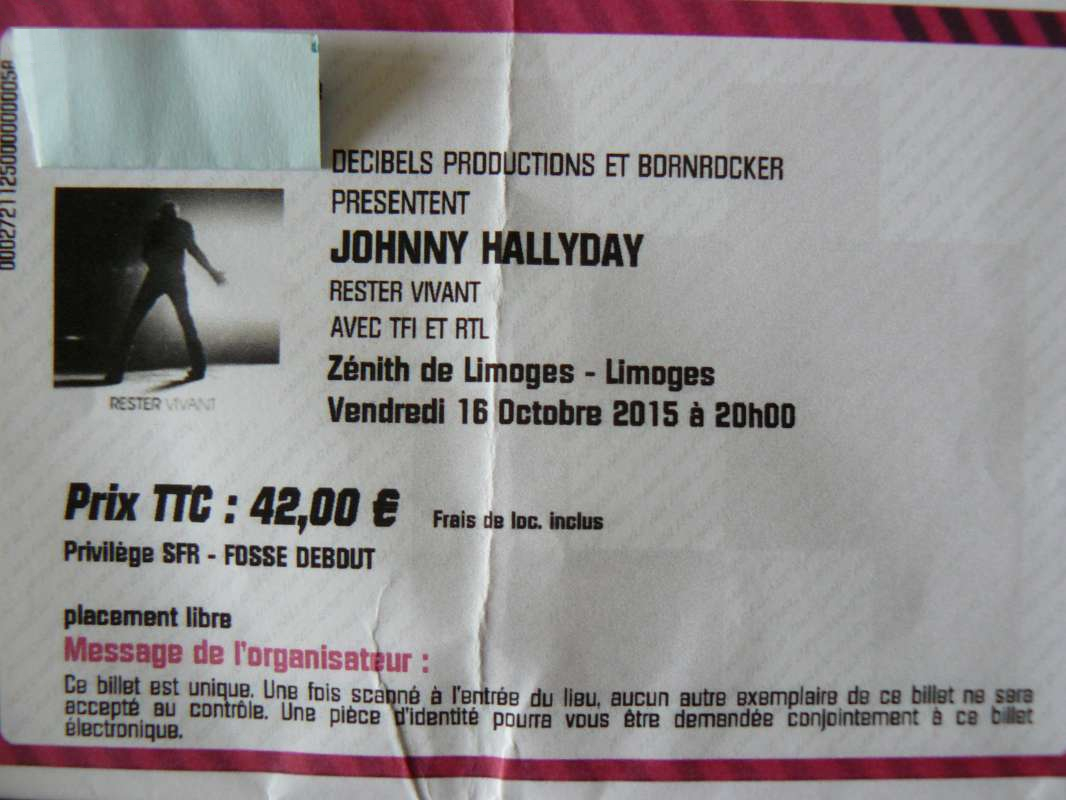 0002721125000000005A
DECIBELS PRODUCTIONS ET BORNROCKER
PRESENTENT
JOHNNY HALLYDAY
RESTER VIVANT
AVEC TF1 ET RTL
Zénith de Limoges - Limoges
Vendredi 16 Octobre 2015 à 20h00
RESTER VIVANT
Prix TTC : 42,00 €
Frais de loc. inclus
Privilège SFR - FOSSE DEBOUT
placement libre
Message de l'organisateur :
Ce billet est unique. Une fois scanné à l'entrée du lieu, aucun autre exemplaire de ce billet ne sera
accepté au contrôle. Une pièce d'identité pourra vous être demandée conjointement à ce billet
électronique.